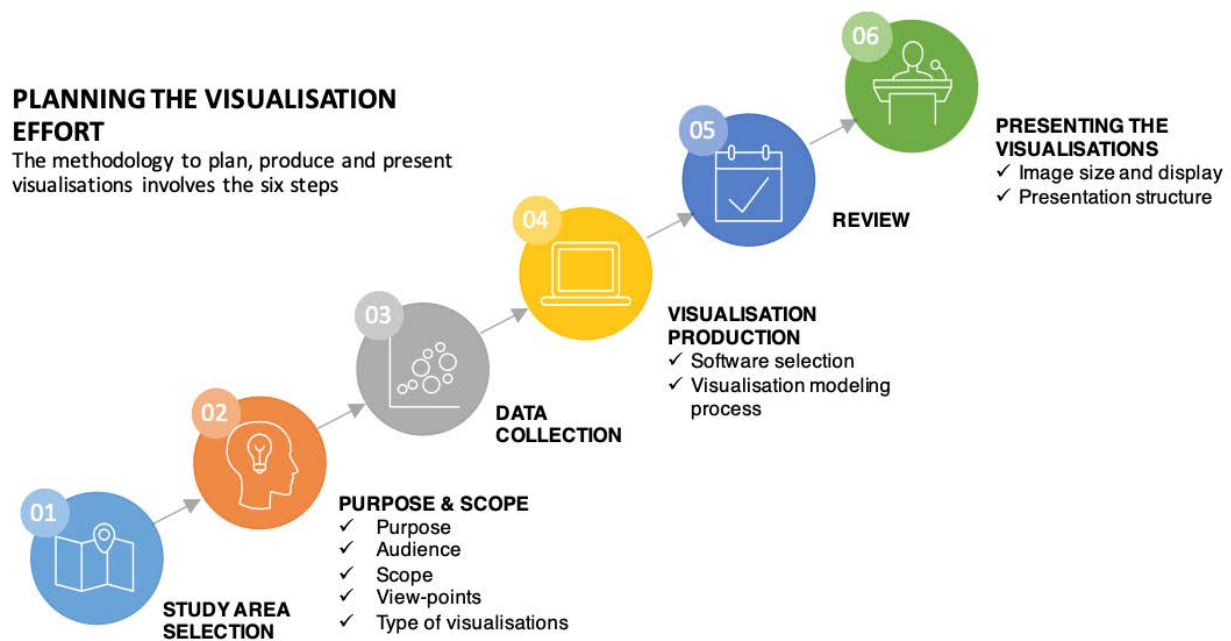 PLANNING THE VISUALISATION
EFFORT
The methodology to plan, produce and present
visualisations involves the six steps
01
STUDY AREA
SELECTION
02
PURPOSE & SCOPE
✓ Purpose
✓ Audience
✓ Scope
✓ View-points
✓ Type of visualisations
03
DATA
COLLECTION
04
VISUALISATION
PRODUCTION
✓ Software selection
✓ Visualisation modeling
process
05
REVIEW
06
PRESENTING THE
VISUALISATIONS
✓ Image size and display
✓ Presentation structure